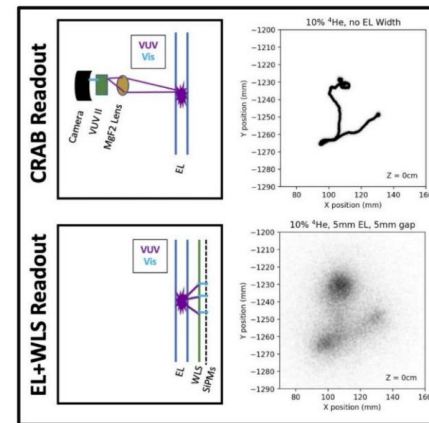 CRAB Readout
VUV
Vis
Camera
VUV II
MgF2 Lens
EL
10% ⁴He, no EL Width
Y position (mm)
−1200
−1210
−1220
−1230
−1240
−1250
−1260
−1270
−1280
−1290
Z = 0cm
80 100 120 140 160
X position (mm)
EL+WLS Readout
VUV
Vis
EL
WLS
SiPMs
10% ⁴He, 5mm EL, 5mm gap
Y position (mm)
−1200
−1210
−1220
−1230
−1240
−1250
−1260
−1270
−1280
−1290
Z = 0cm
80 100 120 140 160
X position (mm)